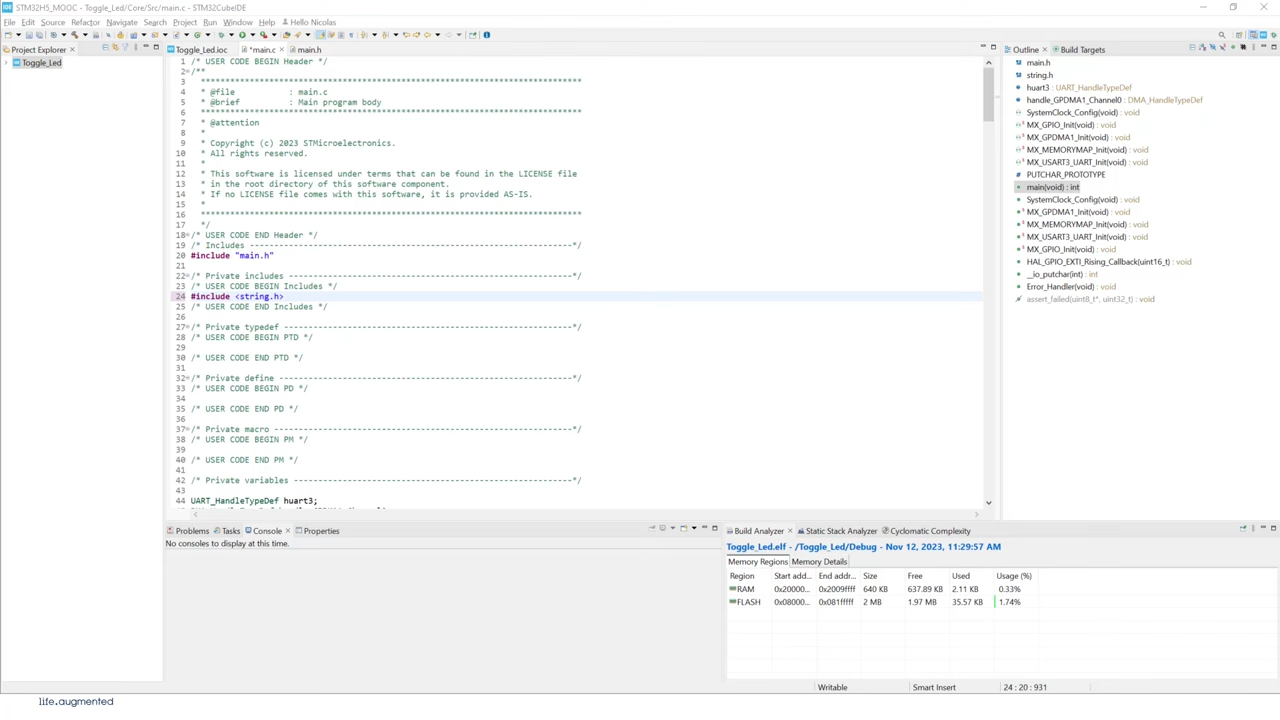 STM32H5_MOOC - Toggle_Led/Core/Src/main.c - STM32CubeIDE
File Edit Source Refactor Navigate Search Project Run Window Help Hello Nicolas
Project Explorer
Toggle_Led
Toggle_Led.ioc *main.c main.h
1 /* USER CODE BEGIN Header */
2 /**
3 ******************************************************************************
4 * @file : main.c
5 * @brief : Main program body
6 ******************************************************************************
7 * @attention
8 *
9 * Copyright (c) 2023 STMicroelectronics.
10 * All rights reserved.
11 *
12 * This software is licensed under terms that can be found in the LICENSE file
13 * in the root directory of this software component.
14 * If no LICENSE file comes with this software, it is provided AS-IS.
15 *
16 ******************************************************************************
17 */
18 /* USER CODE END Header */
19 /* Includes ------------------------------------------------------------------*/
20 #include "main.h"
21
22 /* Private includes ----------------------------------------------------------*/
23 /* USER CODE BEGIN Includes */
24 #include <string.h>
25 /* USER CODE END Includes */
26
27 /* Private typedef -----------------------------------------------------------*/
28 /* USER CODE BEGIN PTD */
29
30 /* USER CODE END PTD */
31
32 /* Private define ------------------------------------------------------------*/
33 /* USER CODE BEGIN PD */
34
35 /* USER CODE END PD */
36
37 /* Private macro -------------------------------------------------------------*/
38 /* USER CODE BEGIN PM */
39
40 /* USER CODE END PM */
41
42 /* Private variables ---------------------------------------------------------*/
43
44 UART_HandleTypeDef huart3;
Outline Build Targets
main.h
string.h
huart3 : UART_HandleTypeDef
handle_GPDMA1_Channel0 : DMA_HandleTypeDef
SystemClock_Config(void) : void
MX_GPIO_Init(void) : void
MX_GPDMA1_Init(void) : void
MX_MEMORYMAP_Init(void) : void
MX_USART3_UART_Init(void) : void
PUTCHAR_PROTOTYPE
main(void) : int
SystemClock_Config(void) : void
MX_GPDMA1_Init(void) : void
MX_MEMORYMAP_Init(void) : void
MX_USART3_UART_Init(void) : void
MX_GPIO_Init(void) : void
HAL_GPIO_EXTI_Rising_Callback(uint16_t) : void
__io_putchar(int) : int
Error_Handler(void) : void
assert_failed(uint8_t*, uint32_t) : void
Problems Tasks Console Properties
No consoles to display at this time.
Build Analyzer Static Stack Analyzer Cyclomatic Complexity
Toggle_Led.elf - /Toggle_Led/Debug - Nov 12, 2023, 11:29:57 AM
Memory Regions Memory Details
Region Start add... End addr... Size Free Used Usage (%)
RAM 0x20000... 0x2009ffff 640 KB 637.89 KB 2.11 KB 0.33%
FLASH 0x08000... 0x081fffff 2 MB 1.97 MB 35.57 KB 1.74%
Writable Smart Insert 24 : 20 : 931
life.augmented